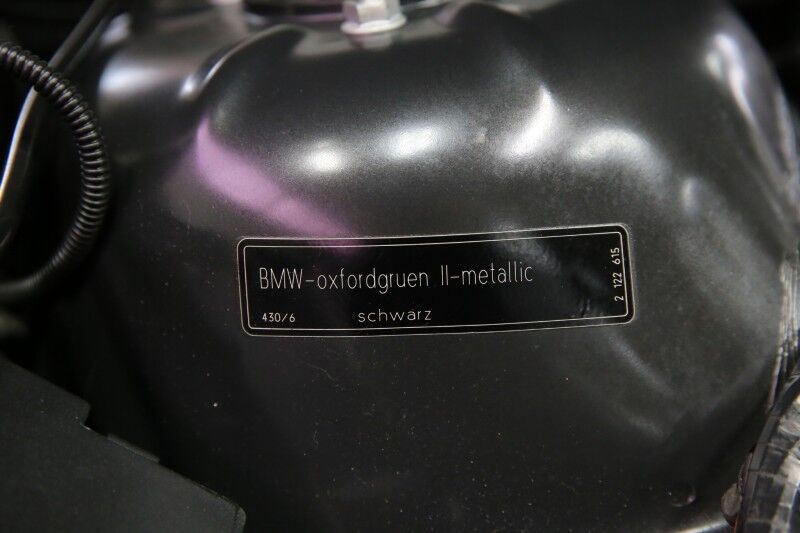 BMW-oxfordgruen II-metallic
430/6 schwarz
2 122 615